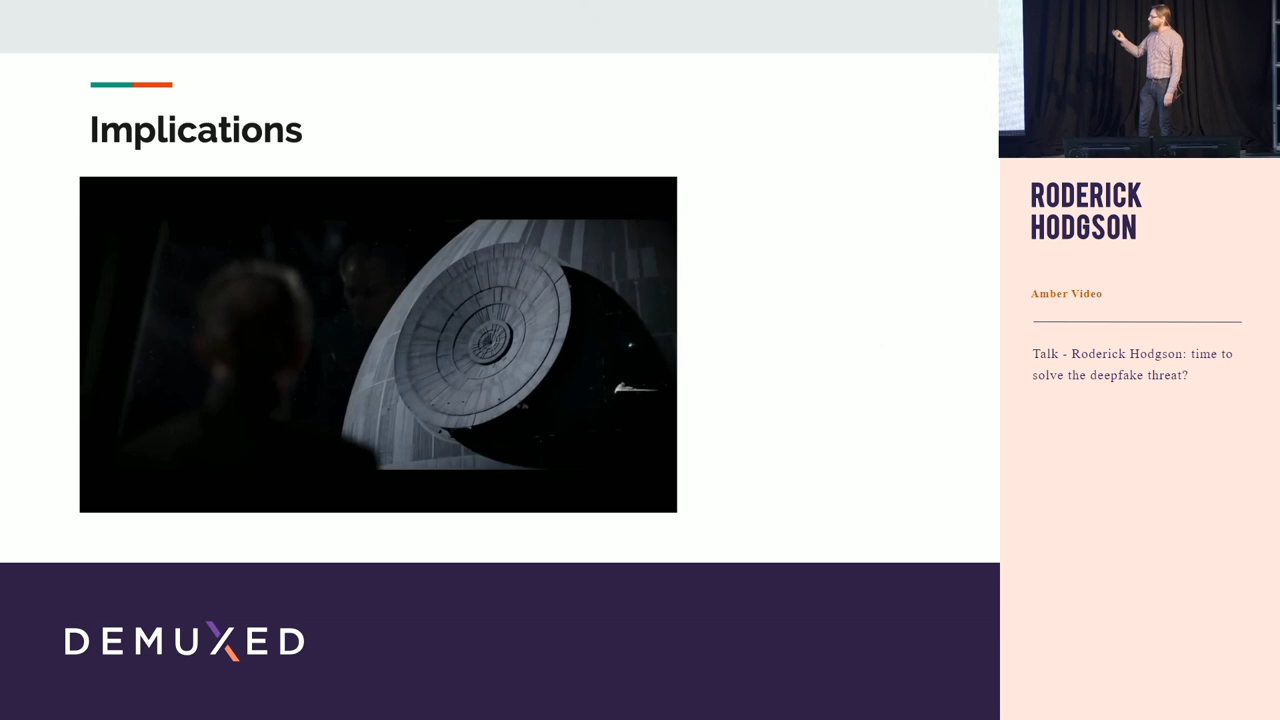 Implications
RODERICK
HODGSON
Amber Video
Talk - Roderick Hodgson: time to
solve the deepfake threat?
DEMUXED